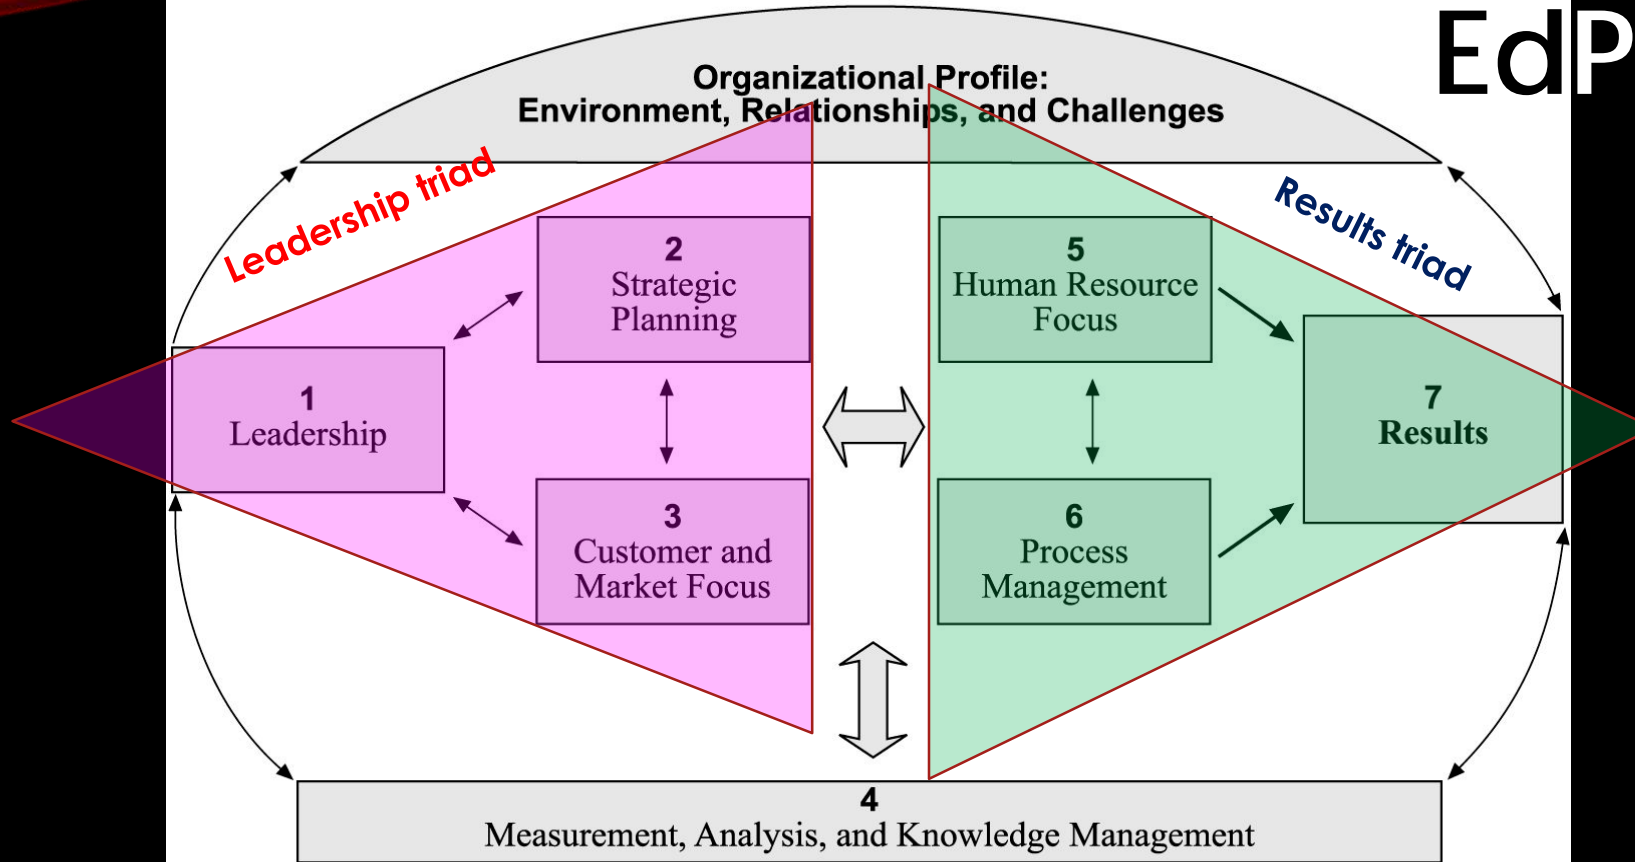 EdP
Organizational Profile:
Environment, Relationships, and Challenges
Leadership triad
Results triad
2
Strategic
Planning
5
Human Resource
Focus
1
Leadership
7
Results
3
Customer and
Market Focus
6
Process
Management
4
Measurement, Analysis, and Knowledge Management